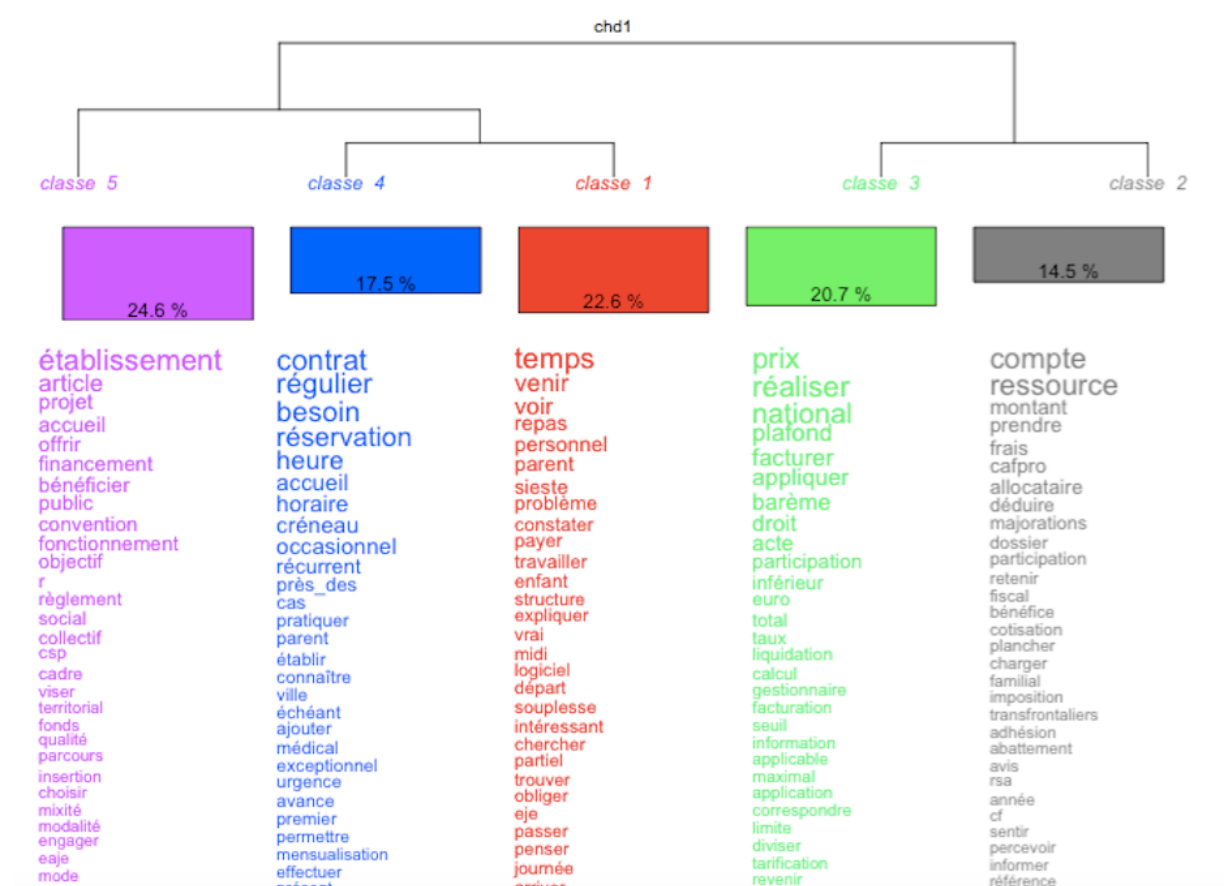 chd1
classe 5
classe 4
classe 1
classe 3
classe 2
24.6 %
17.5 %
22.6 %
20.7 %
14.5 %
établissement
article
projet
accueil
offrir
financement
bénéficier
public
convention
fonctionnement
objectif
r
règlement
social
collectif
csp
cadre
viser
territorial
fonds
qualité
parcours
insertion
choisir
mixité
modalité
engager
eaje
mode
contrat
régulier
besoin
réservation
heure
accueil
horaire
créneau
occasionnel
récurrent
près_des
cas
pratiquer
parent
établir
connaître
ville
échéant
ajouter
médical
exceptionnel
urgence
avance
premier
permettre
mensualisation
effectuer
temps
venir
voir
repas
personnel
parent
sieste
problème
constater
payer
travailler
enfant
structure
expliquer
vrai
midi
logiciel
départ
souplesse
intéressant
chercher
partiel
trouver
obliger
eje
passer
penser
journée
prix
réaliser
national
plafond
facturer
appliquer
barème
droit
acte
participation
inférieur
euro
total
taux
liquidation
calcul
gestionnaire
facturation
seuil
information
applicable
maximal
application
correspondre
limite
diviser
tarification
revenir
compte
ressource
montant
prendre
frais
cafpro
allocataire
déduire
majorations
dossier
participation
retenir
fiscal
bénéfice
cotisation
plancher
charger
familial
imposition
transfrontaliers
adhésion
abattement
avis
rsa
année
cf
sentir
percevoir
informer
référence